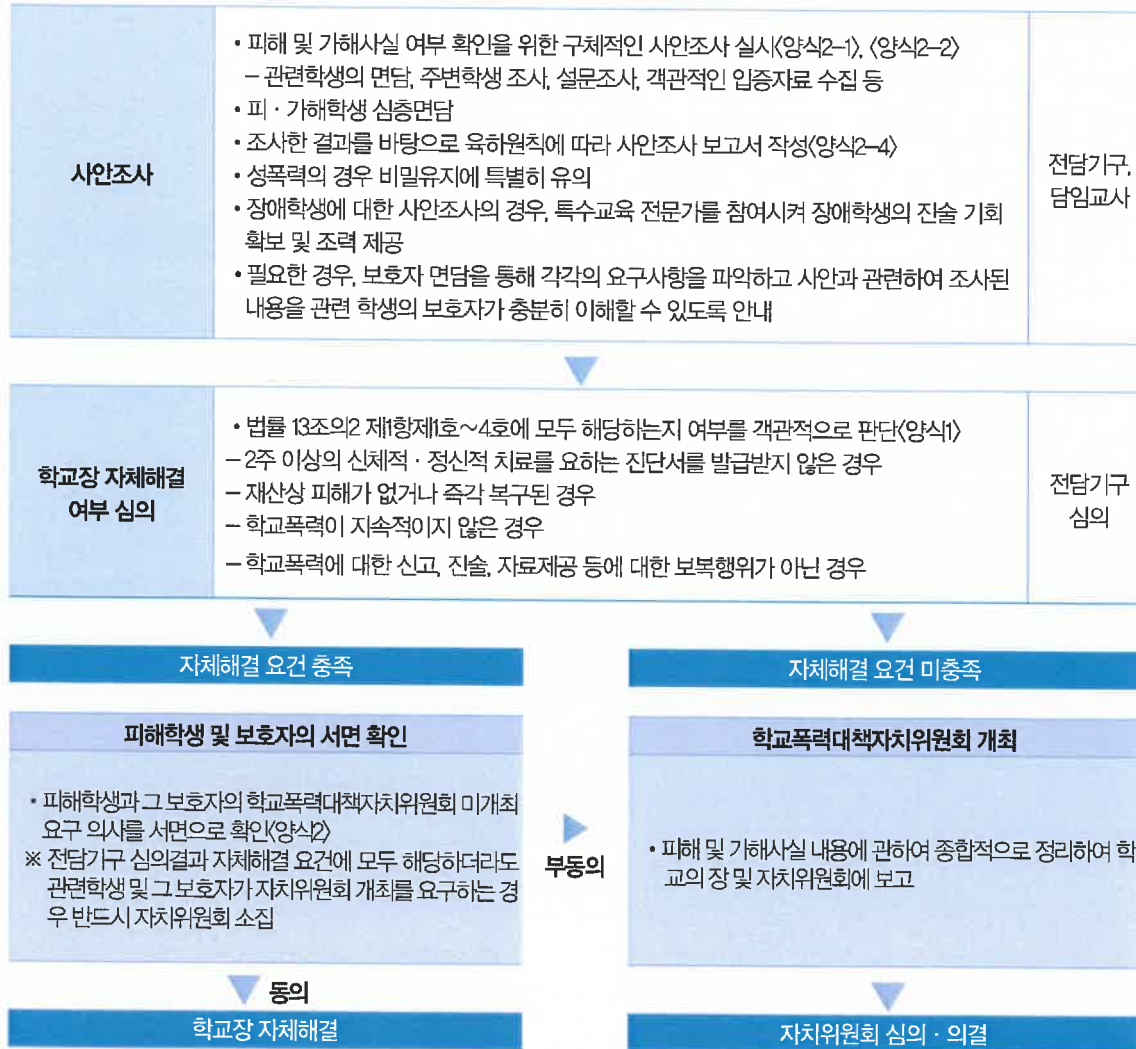 • 피해 및 가해사실 여부 확인을 위한 구체적인 사안조사 실시〈양식2-1〉, 〈양식2-2〉
– 관련학생의 면담, 주변학생 조사, 설문조사, 객관적인 입증자료 수집 등
• 피 · 가해학생 심층면담
• 조사한 결과를 바탕으로 육하원칙에 따라 사안조사 보고서 작성〈양식2-4〉
사안조사
• 성폭력의 경우 비밀유지에 특별히 유의
• 장애학생에 대한 사안조사의 경우, 특수교육 전문가를 참여시켜 장애학생의 진술 기회
확보 및 조력 제공
• 필요한 경우, 보호자 면담을 통해 각각의 요구사항을 파악하고 사안과 관련하여 조사된
내용을 관련 학생의 보호자가 충분히 이해할 수 있도록 안내
전담기구,
담임교사
학교장 자체해결
여부 심의
• 법률 13조의2 제1항제1호~4호에 모두 해당하는지 여부를 객관적으로 판단〈양식1〉
– 2주 이상의 신체적 · 정신적 치료를 요하는 진단서를 발급받지 않은 경우
– 재산상 피해가 없거나 즉각 복구된 경우
– 학교폭력이 지속적이지 않은 경우
– 학교폭력에 대한 신고, 진술, 자료제공 등에 대한 보복행위가 아닌 경우
전담기구
심의
자체해결 요건 충족
피해학생 및 보호자의 서면 확인
• 피해학생과 그 보호자의 학교폭력대책자치위원회 미개최
요구 의사를 서면으로 확인〈양식2〉
※ 전담기구 심의결과 자체해결 요건에 모두 해당하더라도
관련학생 및 그 보호자가 자치위원회 개최를 요구하는 경
우 반드시 자치위원회 소집
동의
학교장 자체해결
부동의
자체해결 요건 미충족
학교폭력대책자치위원회 개최
• 피해 및 가해사실 내용에 관하여 종합적으로 정리하여 학
교의 장 및 자치위원회에 보고
자치위원회 심의 · 의결